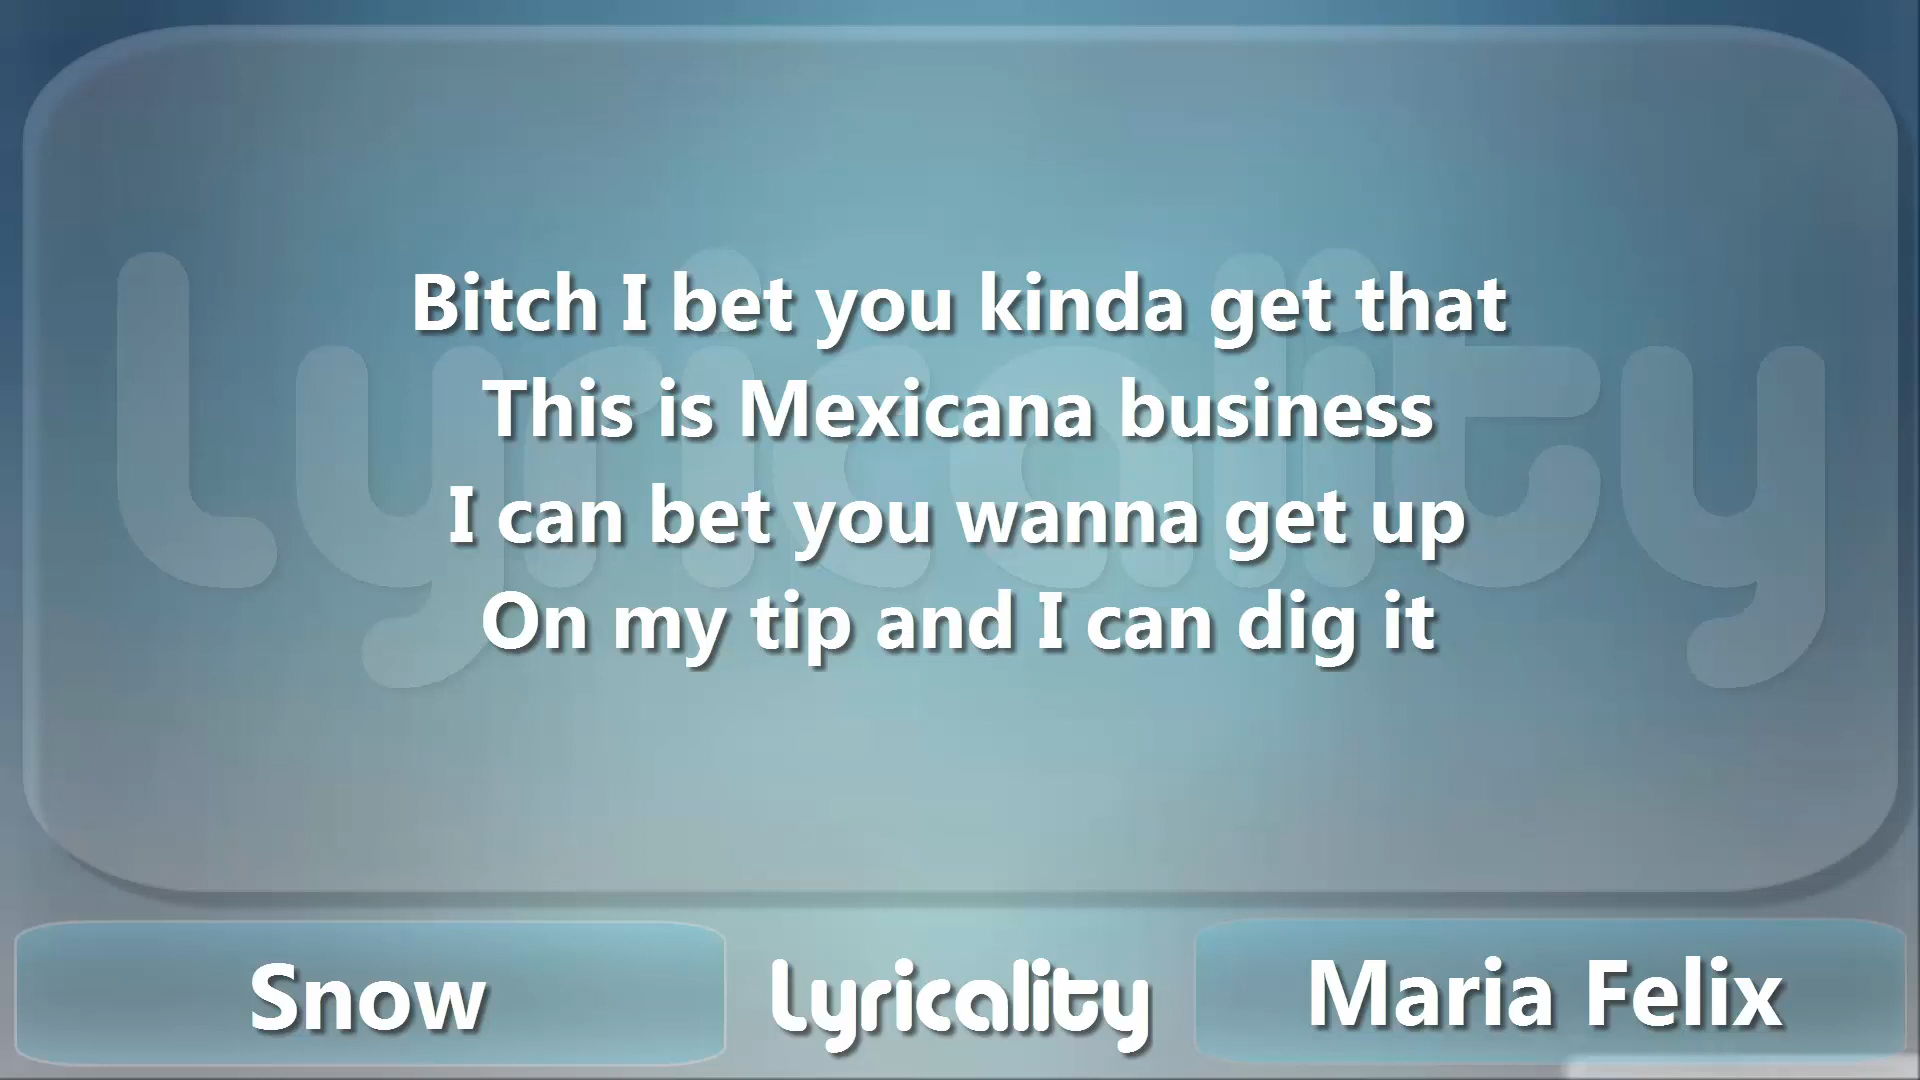 Bitch I bet you kinda get that
This is Mexicana business
I can bet you wanna get up
On my tip and I can dig it
Lyricality
Snow
Lyricality
Maria Felix